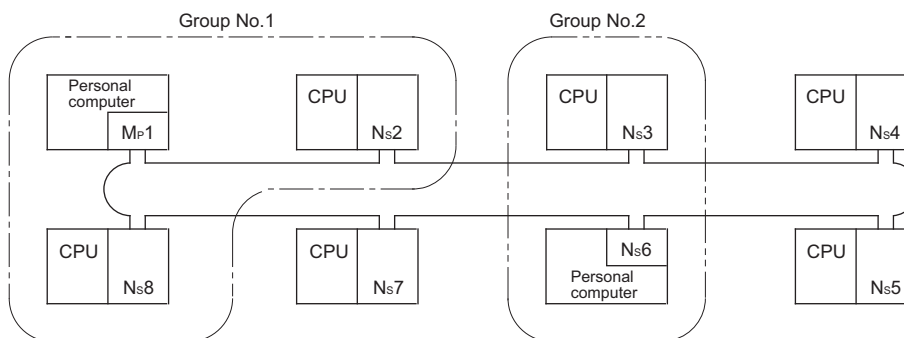 Group No.1
Group No.2
Personal
computer
MP1
CPU
NS2
CPU
NS3
CPU
NS4
CPU
NS8
CPU
NS7
NS6
Personal
computer
CPU
NS5